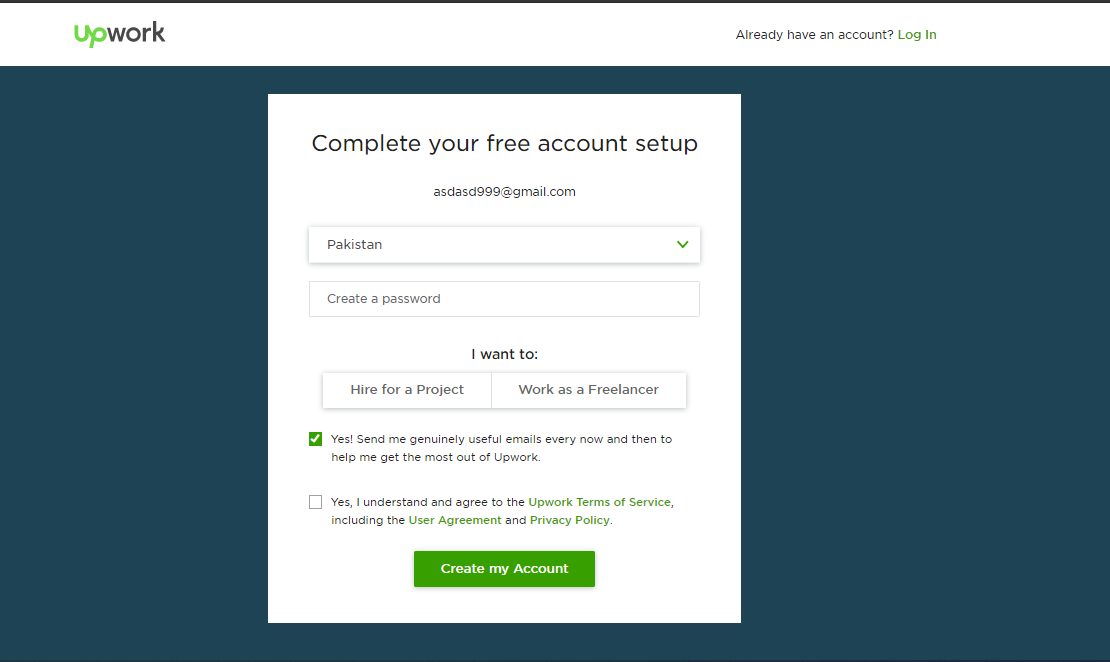 upwork
Already have an account? Log In
Complete your free account setup
asdasd999@gmail.com
Pakistan
Create a password
I want to:
Hire for a Project
Work as a Freelancer
Yes! Send me genuinely useful emails every now and then to
help me get the most out of Upwork.
Yes, I understand and agree to the Upwork Terms of Service,
including the User Agreement and Privacy Policy.
Create my Account